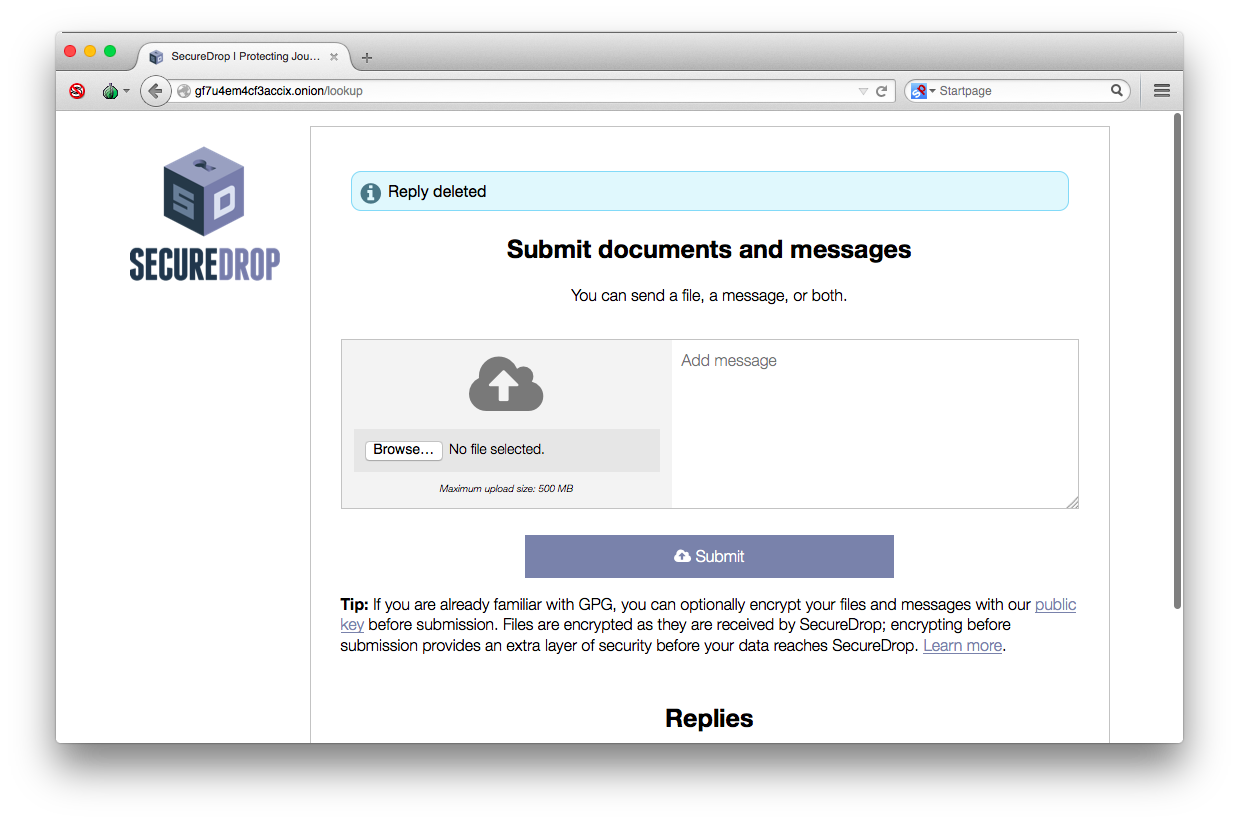 SecureDrop | Protecting Jou...
gf7u4em4cf3accix.onion/lookup
Startpage
SD
SECUREDROP
Reply deleted
Submit documents and messages
You can send a file, a message, or both.
Add message
Browse... No file selected.
Maximum upload size: 500 MB
Submit
Tip: If you are already familiar with GPG, you can optionally encrypt your files and messages with our public
key before submission. Files are encrypted as they are received by SecureDrop; encrypting before
submission provides an extra layer of security before your data reaches SecureDrop. Learn more.
Replies